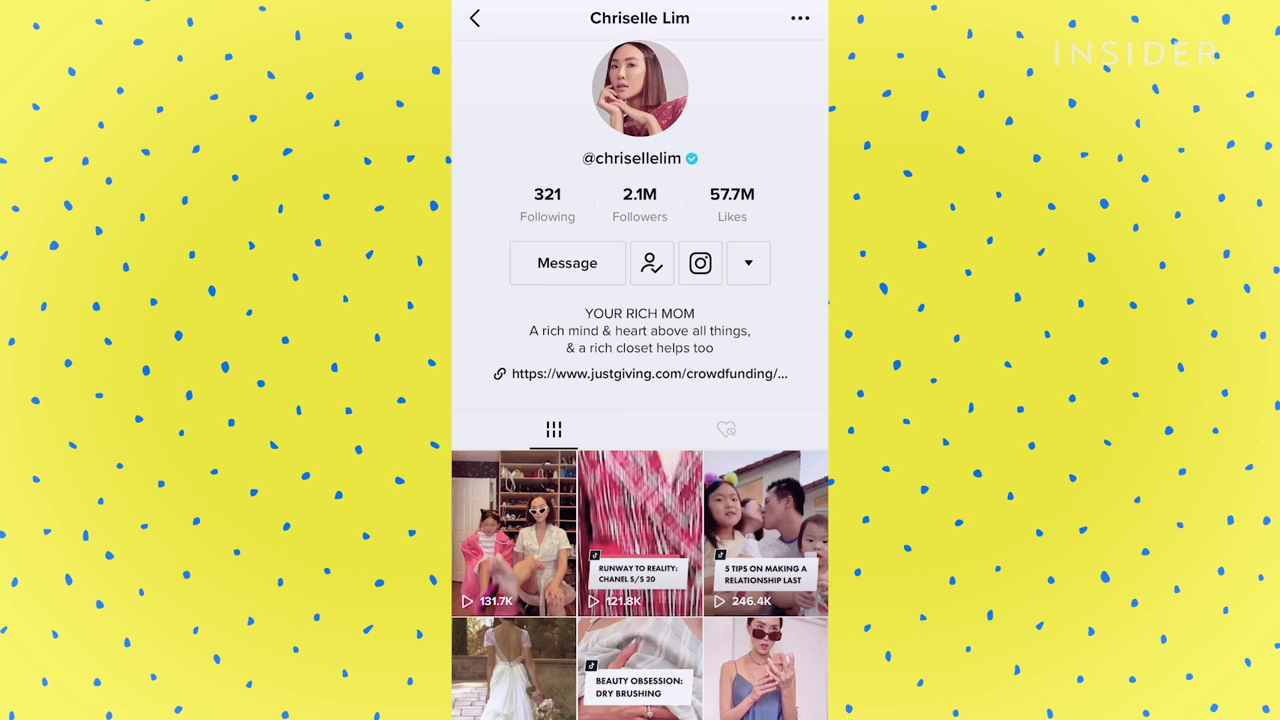 Chriselle Lim
INSIDER
@chrisellelim
321
2.1M
57.7M
Following
Followers
Likes
Message
YOUR RICH MOM
A rich mind & heart above all things,
& a rich closet helps too
https://www.justgiving.com/crowdfunding/...
RUNWAY TO REALITY:
CHANEL S/S 20
5 TIPS ON MAKING A
RELATIONSHIP LAST
131.7K
121.8K
246.4K
BEAUTY OBSESSION:
DRY BRUSHING